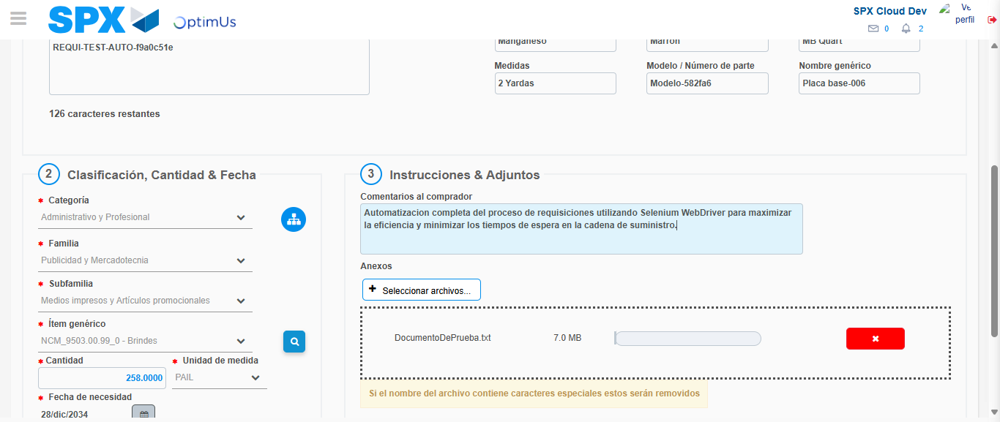 SPX
OptimUs
SPX Cloud Dev
0
2
Ve
perfil
REQUI-TEST-AUTO-f9a0c51e
126 caracteres restantes
Manganeso
Marrón
MB Quart
Medidas
Modelo / Número de parte
Nombre genérico
2 Yardas
Modelo-582fa6
Placa base-006
2 Clasificación, Cantidad & Fecha
* Categoría
Administrativo y Profesional
* Familia
Publicidad y Mercadotecnia
* Subfamilia
Medios impresos y Artículos promocionales
* Ítem genérico
NCM_9503.00.99_0 - Brindes
* Cantidad
* Unidad de medida
258.0000
PAIL
* Fecha de necesidad
28/dic/2034
3 Instrucciones & Adjuntos
Comentarios al comprador
Automatizacion completa del proceso de requisiciones utilizando Selenium WebDriver para maximizar
la eficiencia y minimizar los tiempos de espera en la cadena de suministro.
Anexos
+ Seleccionar archivos...
DocumentoDePrueba.txt
7.0 MB
Si el nombre del archivo contiene caracteres especiales estos serán removidos